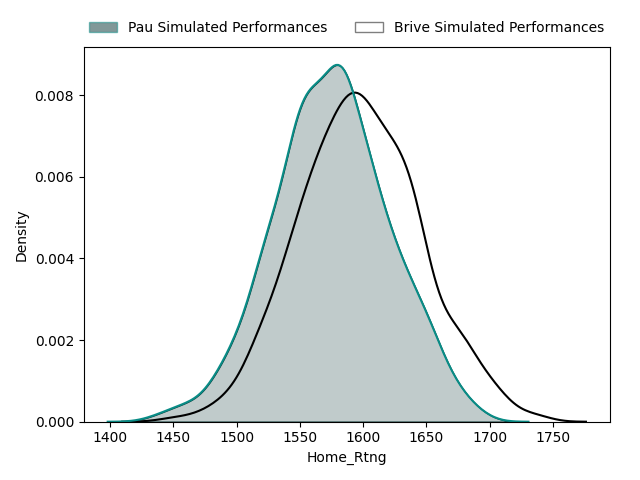 Pau Simulated Performances
Brive Simulated Performances
0.008
0.006
0.004
0.002
0.000
Density
1400 1450 1500 1550 1600 1650 1700 1750
Home_Rtng